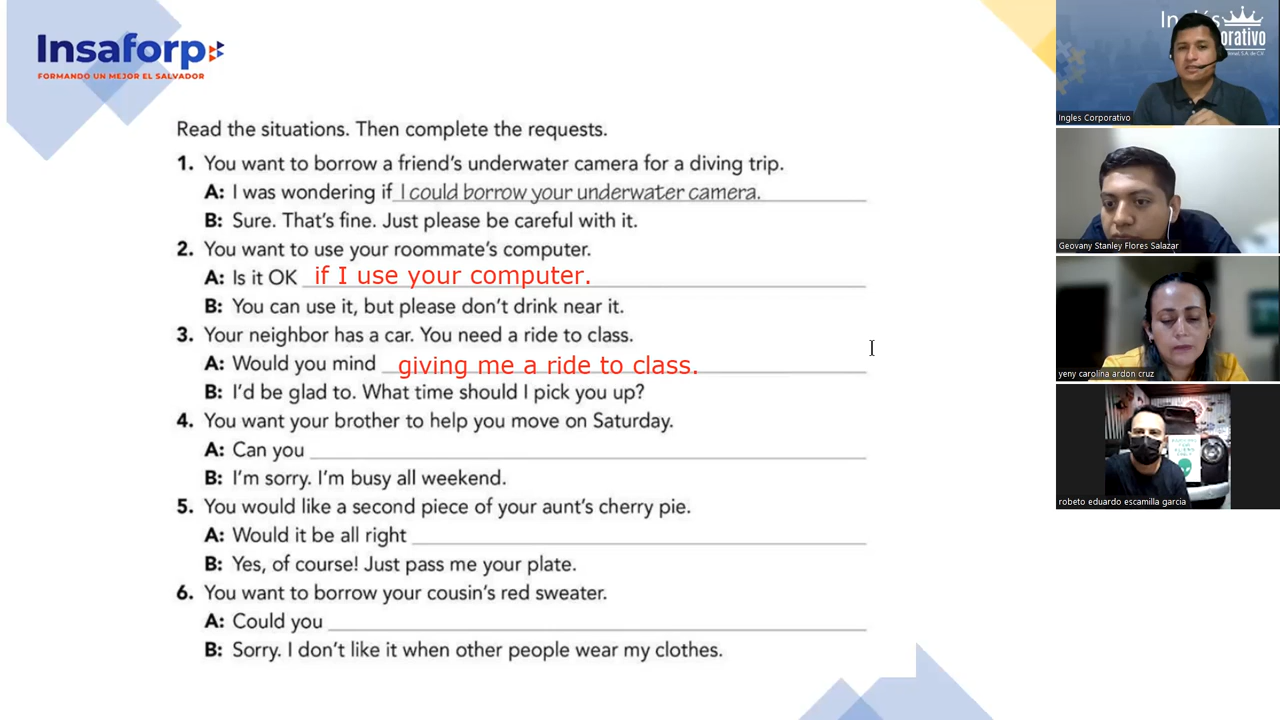 Insaforp
FORMANDO UN MEJOR EL SALVADOR
Read the situations. Then complete the requests.
1. You want to borrow a friend's underwater camera for a diving trip.
A: I was wondering if I could borrow your underwater camera.
B: Sure. That's fine. Just please be careful with it.
2. You want to use your roommate's computer.
A: Is it OK if I use your computer.
B: You can use it, but please don't drink near it.
3. Your neighbor has a car. You need a ride to class.
A: Would you mind giving me a ride to class.
B: I'd be glad to. What time should I pick you up?
4. You want your brother to help you move on Saturday.
A: Can you
B: I'm sorry. I'm busy all weekend.
5. You would like a second piece of your aunt's cherry pie.
A: Would it be all right
B: Yes, of course! Just pass me your plate.
6. You want to borrow your cousin's red sweater.
A: Could you
B: Sorry. I don't like it when other people wear my clothes.
Ingles Corporativo
Geovany Stanley Flores Salazar
yeny carolina ardon cruz
robeto eduardo escamilla garcia